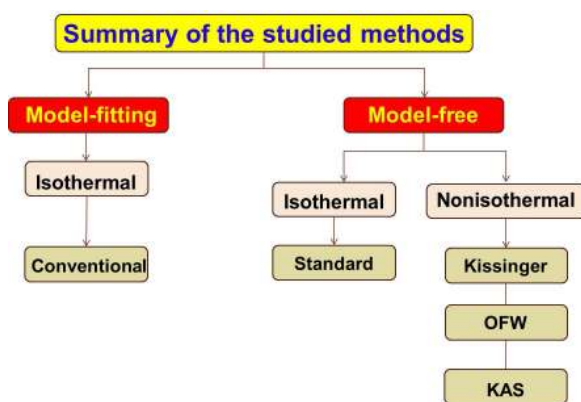 Summary of the studied methods
Model-fitting
Model-free
Isothermal
Isothermal
Nonisothermal
Conventional
Standard
Kissinger
OFW
KAS